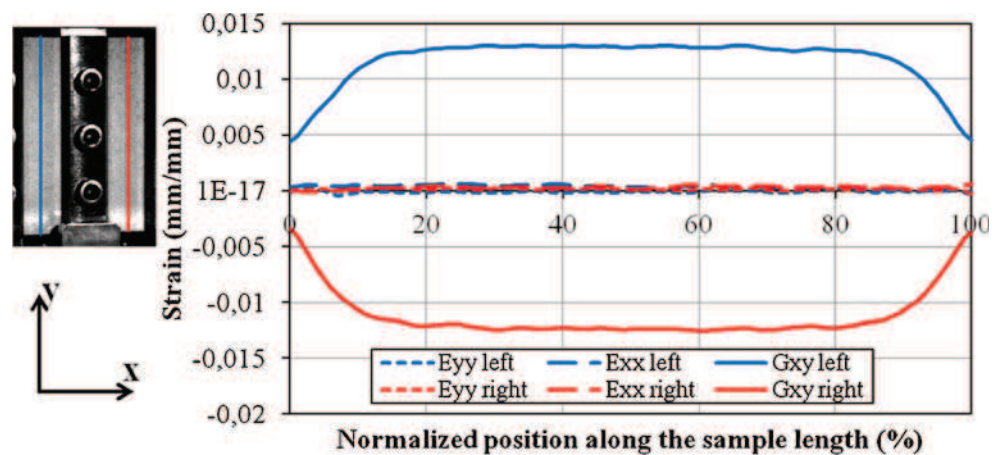 0,015
0,01
0,005
1E-17
-0,005
-0,01
-0,015
-0,02
0 20 40 60 80 100
Strain (mm/mm)
Eyy left Exx left Gxy left
Eyy right Exx right Gxy right
Normalized position along the sample length (%)
y
x